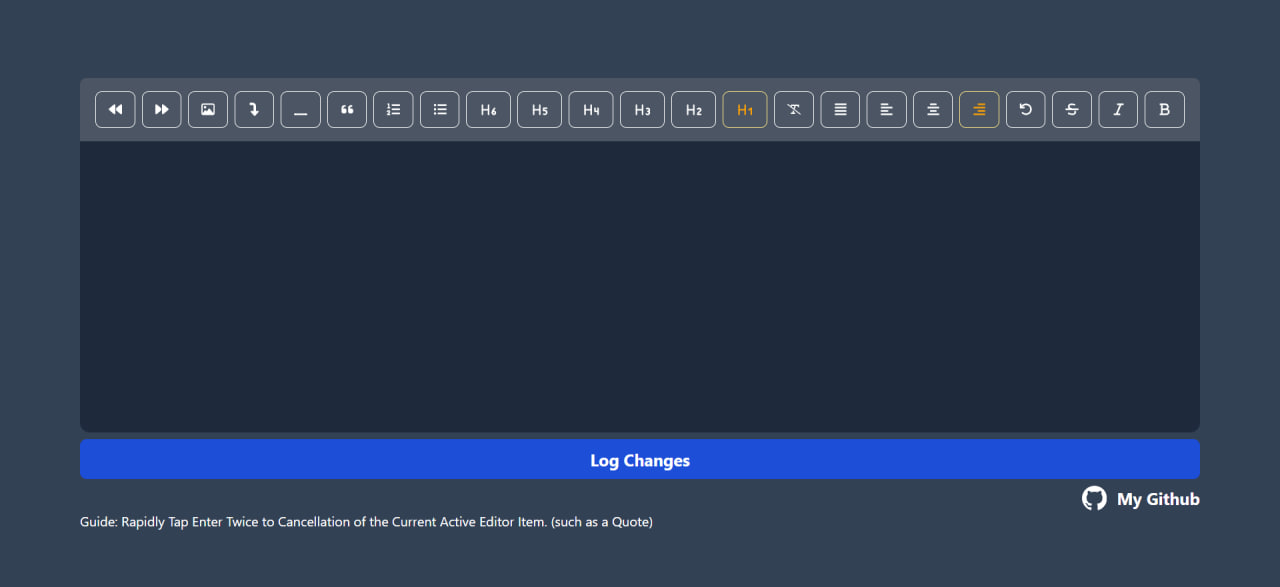 H6 H5 H4 H3 H2 H1 B
Log Changes
My Github
Guide: Rapidly Tap Enter Twice to Cancellation of the Current Active Editor Item. (such as a Quote)